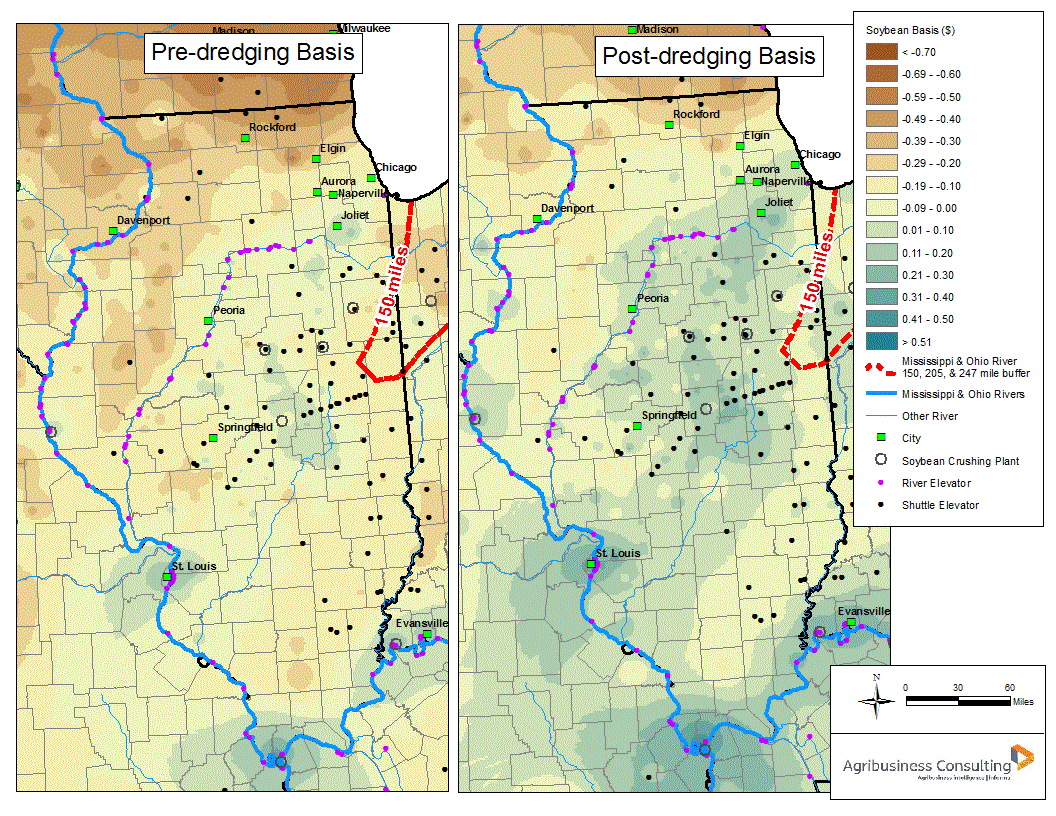 Pre-dredging Basis
Madison
Milwaukee
Rockford
Elgin
Chicago
Aurora
Naperville
Joliet
Davenport
150 miles
Peoria
Springfield
St. Louis
Evansville
Post-dredging Basis
Madison
Rockford
Elgin
Chicago
Aurora
Naperville
Joliet
Davenport
150 miles
Peoria
Springfield
St. Louis
Evansville
Soybean Basis ($)
< -0.70
-0.69 - -0.60
-0.59 - -0.50
-0.49 - -0.40
-0.39 - -0.30
-0.29 - -0.20
-0.19 - -0.10
-0.09 - 0.00
0.01 - 0.10
0.11 - 0.20
0.21 - 0.30
0.31 - 0.40
0.41 - 0.50
> 0.51
Mississippi & Ohio River
150, 205, & 247 mile buffer
Mississippi & Ohio Rivers
Other River
City
Soybean Crushing Plant
River Elevator
Shuttle Elevator
N
0 30 60
Miles
Agribusiness Consulting
Agribusiness intelligence | Informa